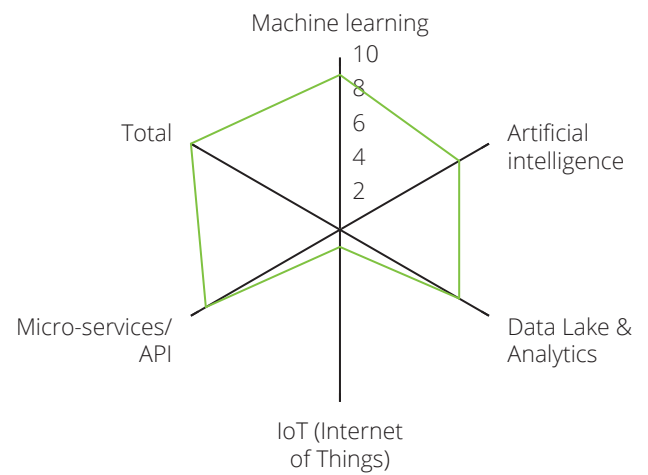 Machine learning
10
8
6
4
2
Total
Artificial
intelligence
Micro-services/
API
Data Lake &
Analytics
IoT (Internet
of Things)